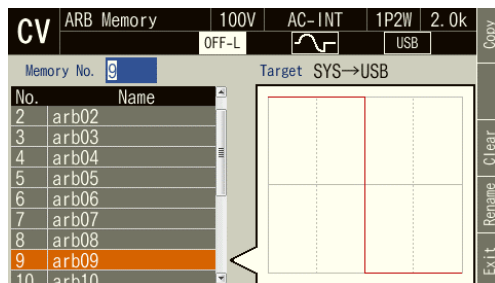 CV ARB Memory 100V AC-INT 1P2W 2.0k
OFF-L USB
Memory No. 9 Target SYS→USB
No. Name
2 arb02
3 arb03
4 arb04
5 arb05
6 arb06
7 arb07
8 arb08
9 arb09
10 arb10
Copy
Clear
Rename
Exit